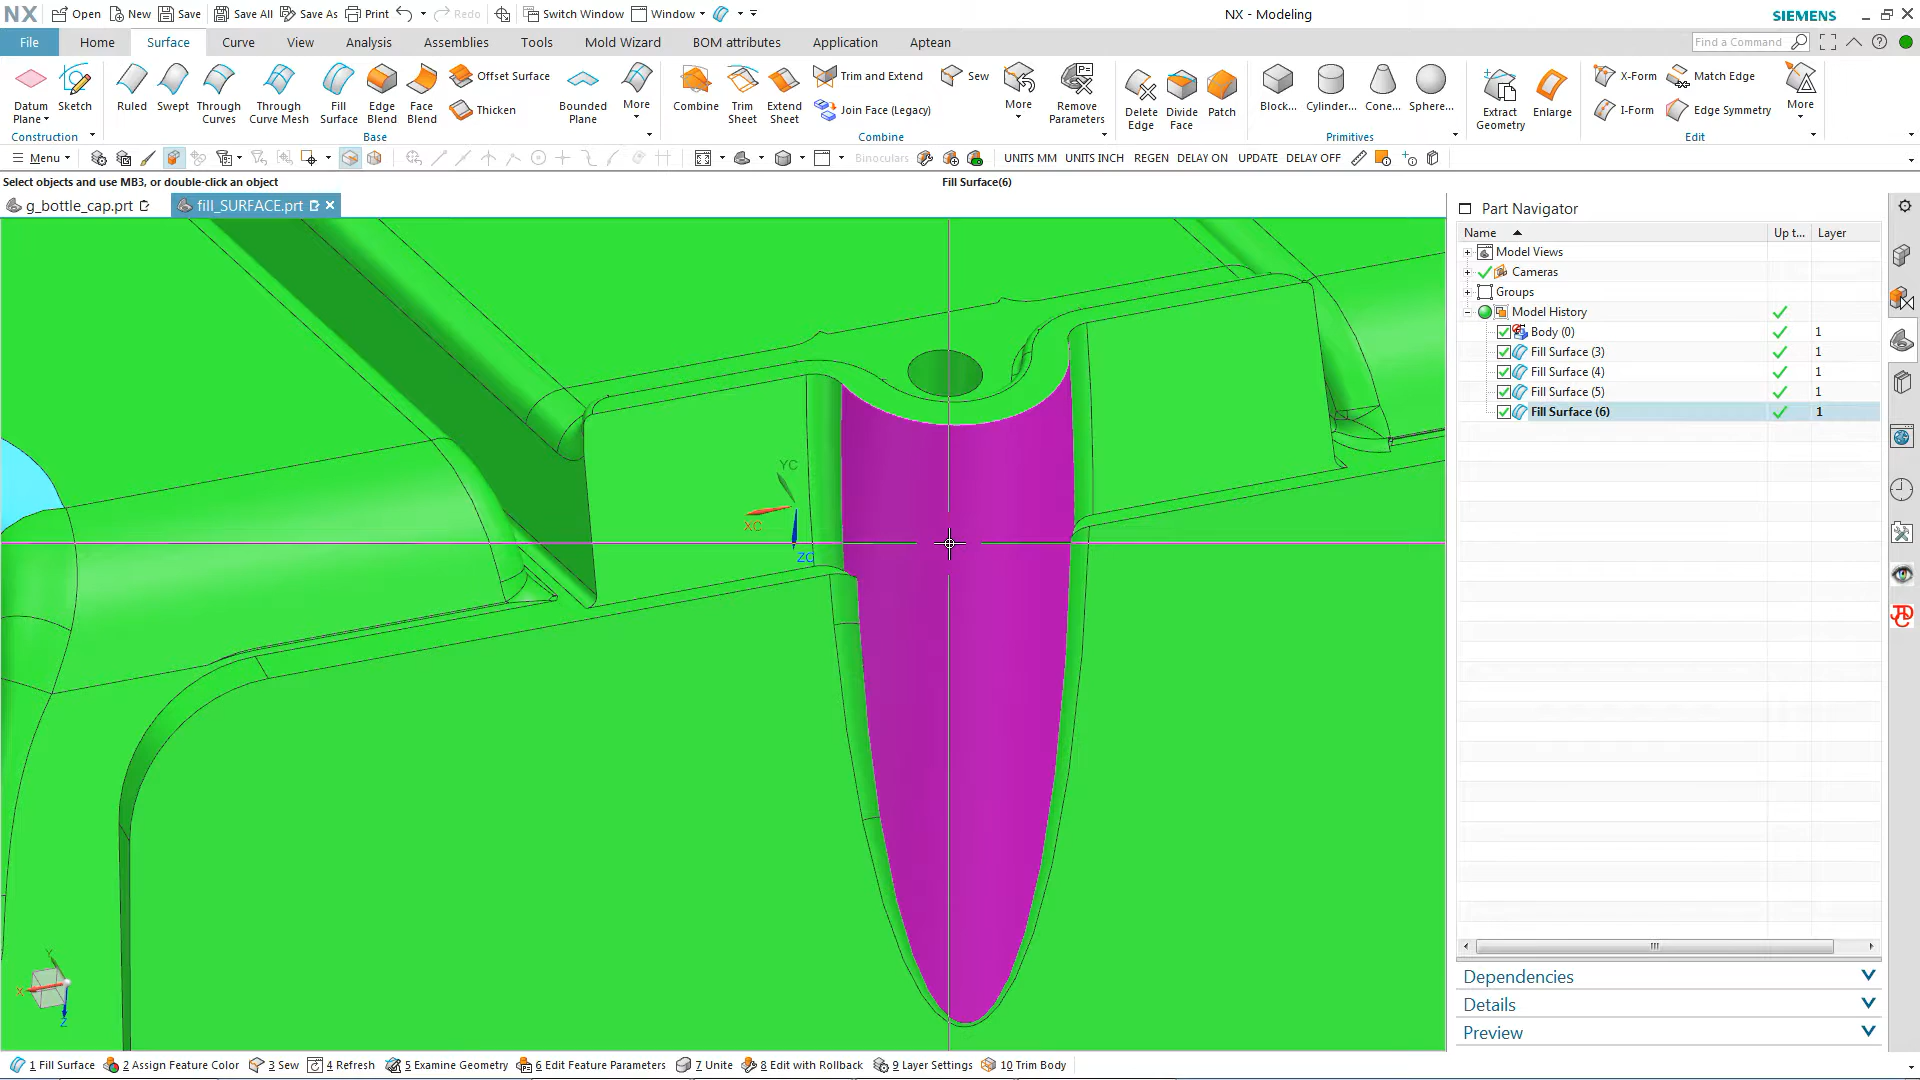 NX Open New Save Save All Save As Print Redo Switch Window Window NX - Modeling SIEMENS
File Home Surface Curve View Analysis Assemblies Tools Mold Wizard BOM attributes Application Aptean Find a Command
Datum Plane Sketch Ruled Swept Through Curves Through Curve Mesh Fill Surface Edge Blend Face Blend Offset Surface Thicken Bounded Plane More Combine Trim Sheet Extend Sheet Trim and Extend Join Face (Legacy) Sew More Remove Parameters Delete Edge Divide Face Patch Block... Cylinder... Cone... Sphere... Extract Geometry Enlarge X-Form I-Form Match Edge Edge Symmetry More
Construction Base Combine Primitives Edit
Menu Binoculars UNITS MM UNITS INCH REGEN DELAY ON UPDATE DELAY OFF
Select objects and use MB3, or double-click an object Fill Surface(6)
g_bottle_cap.prt fill_SURFACE.prt
Part Navigator
Name Up t... Layer
Model Views
Cameras
Groups
Model History
Body (0) 1
Fill Surface (3) 1
Fill Surface (4) 1
Fill Surface (5) 1
Fill Surface (6) 1
YC
XC
ZC
Y
X
Z
Dependencies
Details
Preview
1 Fill Surface 2 Assign Feature Color 3 Sew 4 Refresh 5 Examine Geometry 6 Edit Feature Parameters 7 Unite 8 Edit with Rollback 9 Layer Settings 10 Trim Body